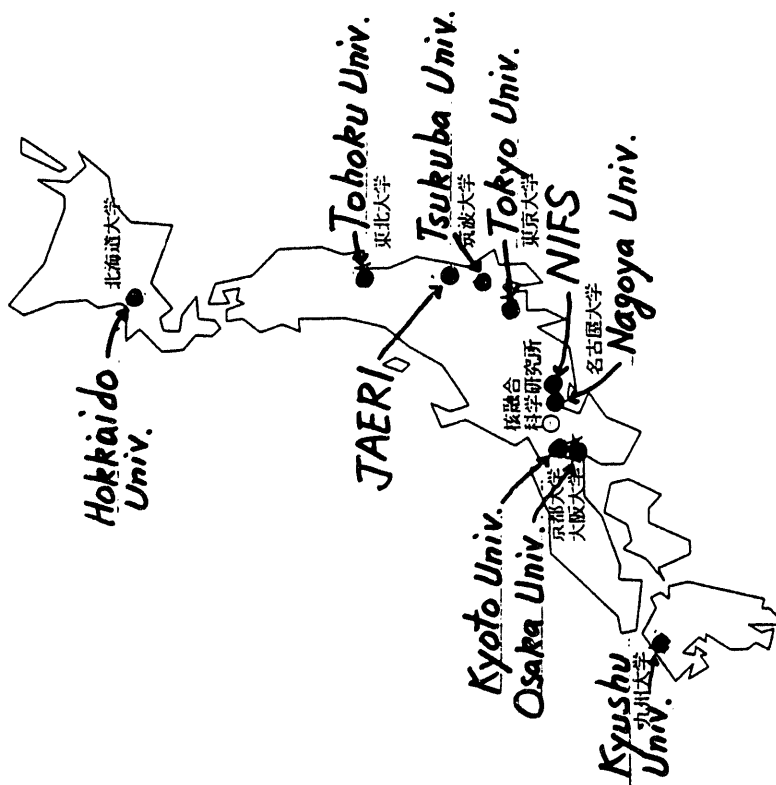 Hokkaido
Univ.
北海道大学
Tohoku Univ.
東北大学
JAERI
Tsukuba Univ.
筑波大学
Tokyo Univ.
東京大学
NIFS
核融合
科学研究所
Nagoya Univ.
名古屋大学
Kyoto Univ.
京都大学
Osaka Univ.
大阪大学
Kyushu
Univ.
九州大学